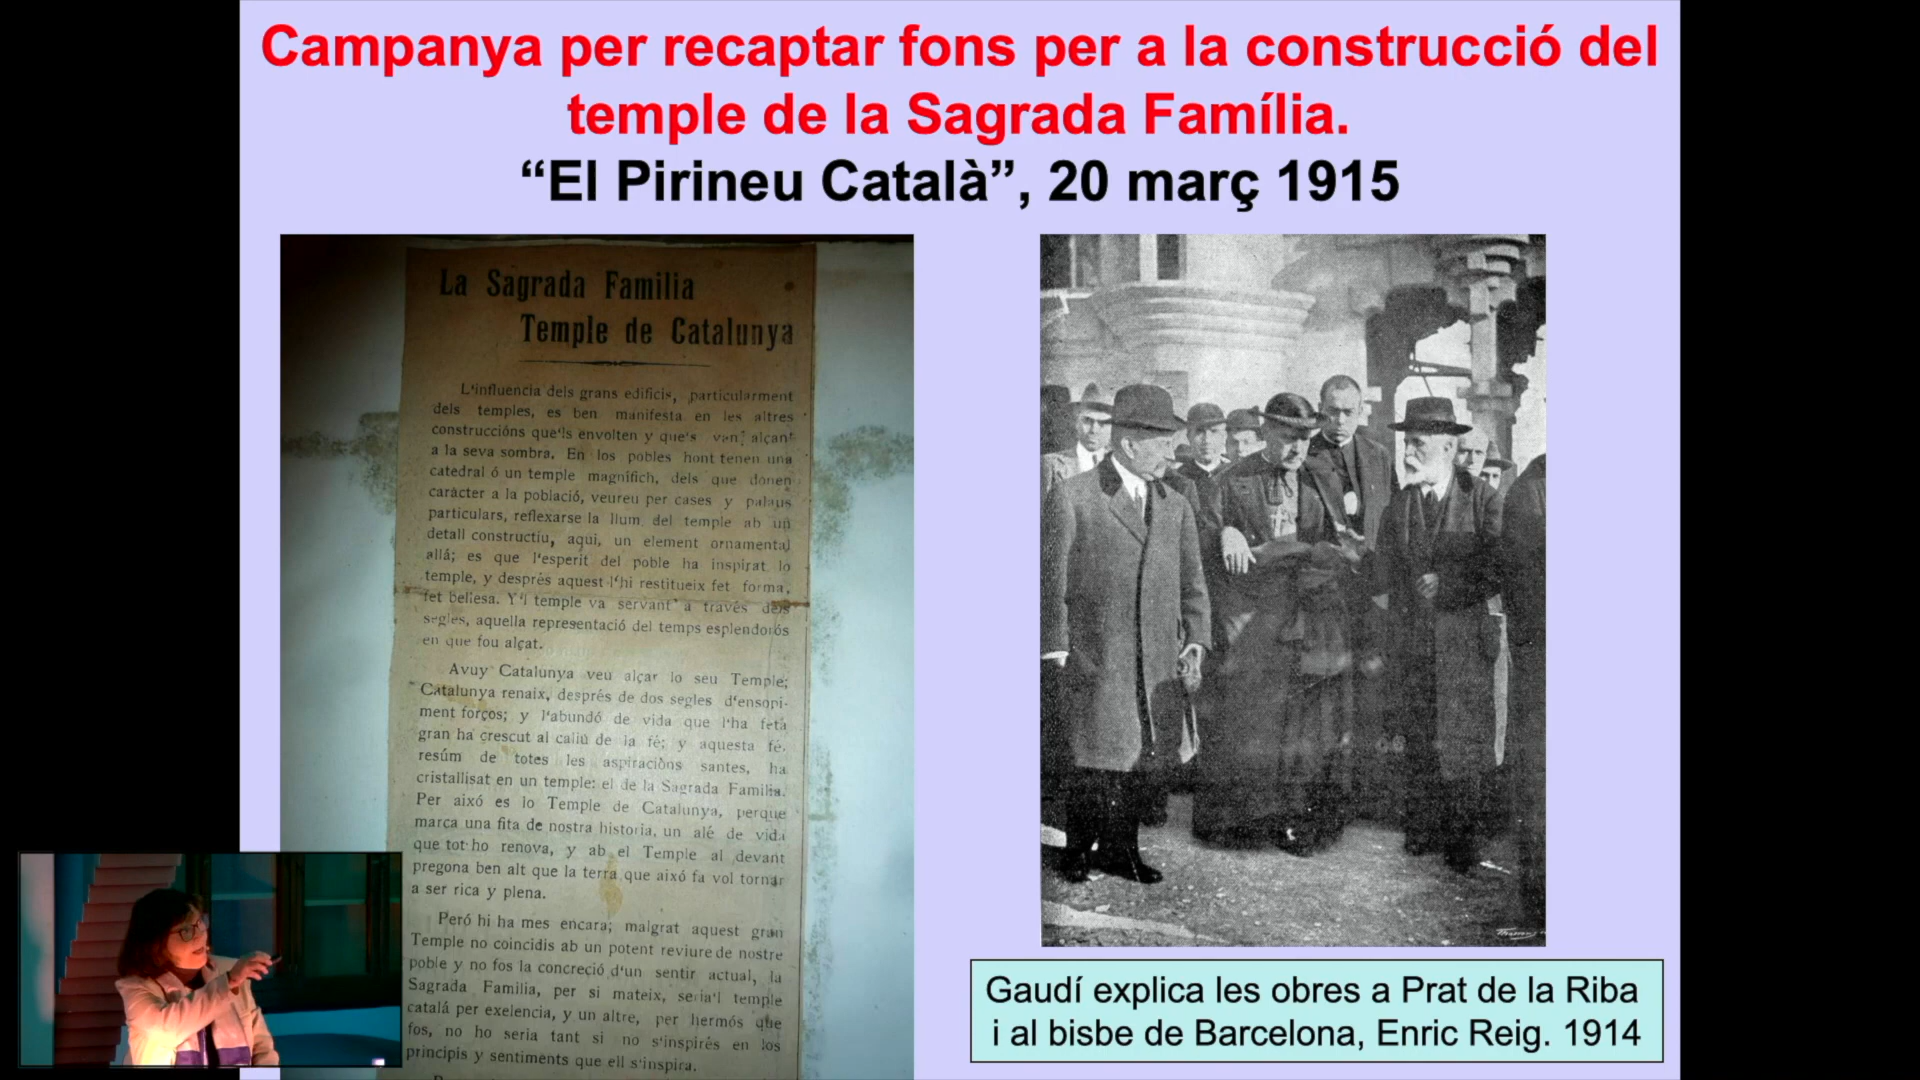 Campanya per recaptar fons per a la construcció del
temple de la Sagrada Família.
“El Pirineu Català”, 20 març 1915
La Sagrada Familia
Temple de Catalunya
L'influencia dels grans edificis, particularment
dels temples, es ben manifesta en les altres
construccións que'ls envolten y que's van alçant
a la seva sombra. En los pobles hont tenen una
catedral ó un temple magnífich, dels que donen
carácter a la població, veureu per cases y palaus
particulars, reflexarse la llum del temple ab un
detall constructiu, aquí, un element ornamental
allá; es que l'esperit del poble ha inspirat lo
temple, y després aquest l'hi restitueix fet forma,
fet bellesa. Y'l temple va servant a través dels
segles, aquella representació del temps esplendorós
en que fou alçat.
Avuy Catalunya veu alçar lo seu Temple;
Catalunya renaix, després de dos segles d'ensopi-
ment forços; y l'abundó de vida que l'ha feta
gran ha crescut al caliu de la fé; y aquesta fé,
resúm de totes les aspiracións santes, ha
cristallisat en un temple: el de la Sagrada Familia.
Per aixó es lo Temple de Catalunya, perque
marca una fita de nostra historia, un alé de vida
que tot ho renova, y ab el Temple al devant
pregona ben alt que la terra que aixó fa vol tornar
a ser rica y plena.
Peró hi ha mes encara; malgrat aquest gran
Temple no coincidis ab un potent reviure de nostre
poble y no fos la concreció d'un sentir actual, la
Sagrada Familia, per si mateix, seria'l temple
catalá per exelencia, y un altre, per hermós que
fos, no ho seria tant si no s'inspirés en los
principis y sentiments que ell s'inspira.
Gaudí explica les obres a Prat de la Riba
i al bisbe de Barcelona, Enric Reig. 1914